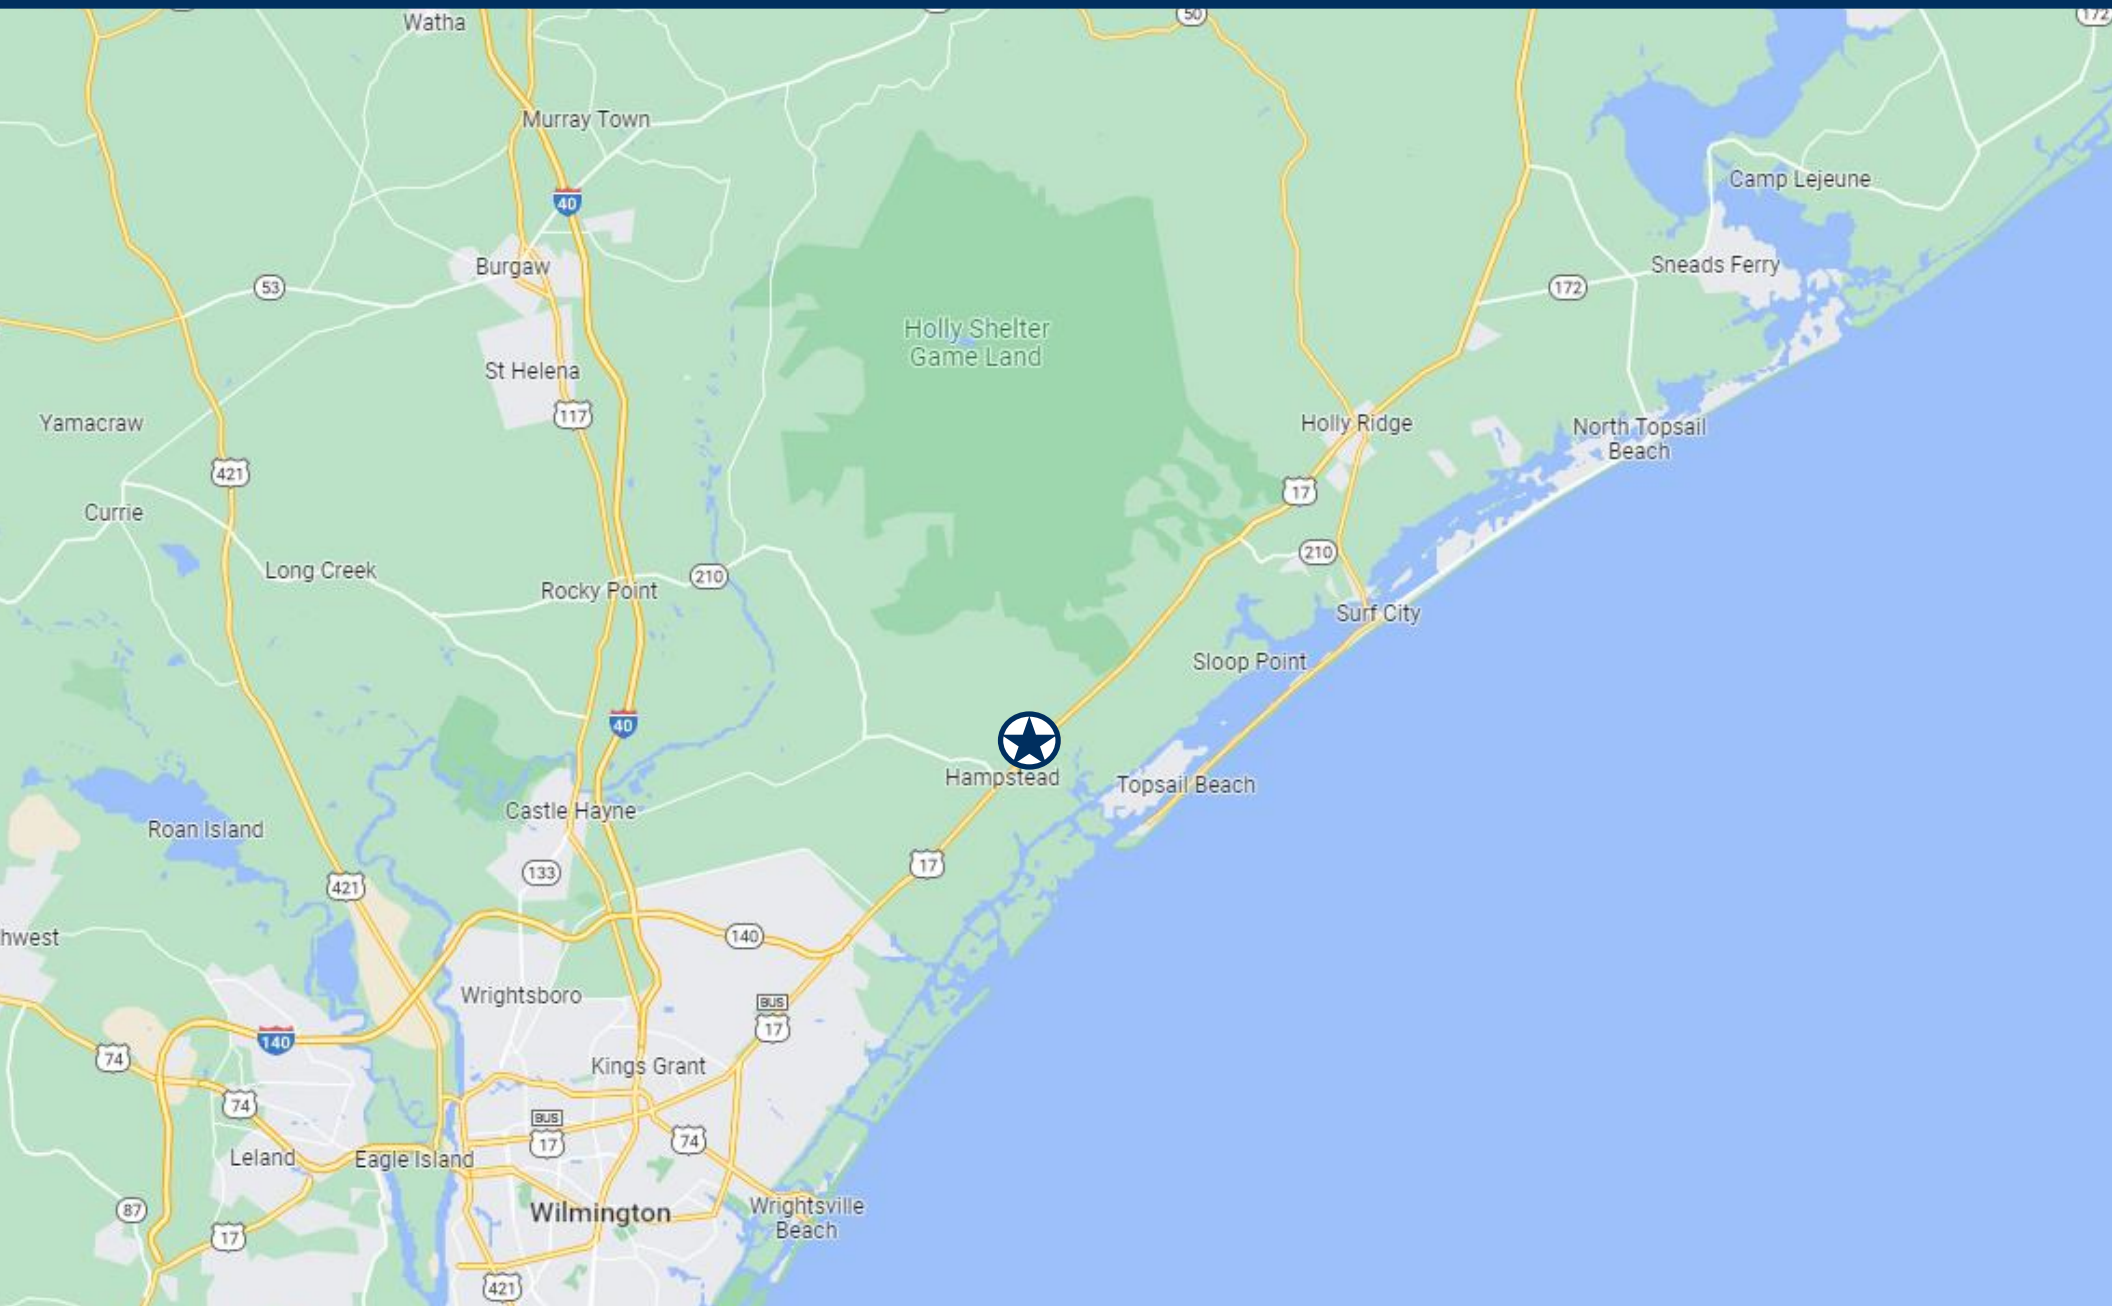 Watha
50
172
Murray Town
40
Camp Lejeune
Burgaw
Sneads Ferry
53
172
Holly Shelter
Game Land
St Helena
117
Yamacraw
Holly Ridge
North Topsail
Beach
421
17
Currie
210
Long Creek
210
Rocky Point
Surf City
Sloop Point
40
Hampstead
Topsail Beach
Castle Hayne
Roan Island
17
133
421
hwest
140
Wrightsboro
BUS
17
140
74
Kings Grant
74
BUS
17
74
Leland
Eagle Island
87
Wilmington
Wrightsville
Beach
17
421